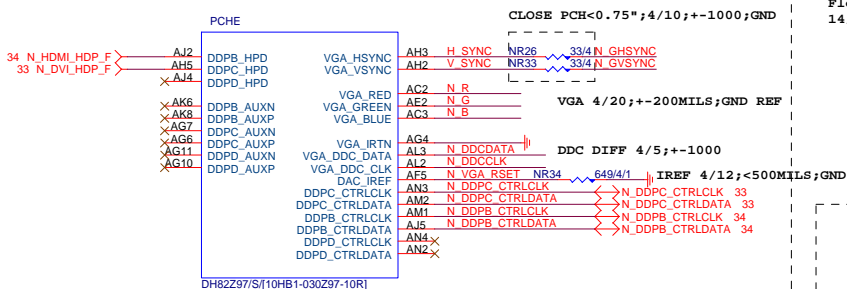 CLOSE PCH<0.75";4/10;+-1000;GND
14
PCHE
34 N_HDMI_HDP_F AJ2 DDPB_HPD VGA_HSYNC AH3 H_SYNC NR26 33/4 N_GHSYNC
33 N_DVI_HDP_F AH5 DDPC_HPD VGA_VSYNC AH2 V_SYNC NR33 33/4 N_GVSYNC
AJ4 DDPD_HPD
VGA_RED AC2 N_R
AK6 DDPB_AUXN VGA_GREEN AE2 N_G VGA 4/20;+-200MILS;GND REF
AK8 DDPB_AUXP VGA_BLUE AC3 N_B
AG7 DDPC_AUXN
AG6 DDPC_AUXP VGA_IRTN AG4
AG11 DDPD_AUXN VGA_DDC_DATA AL3 N_DDCDATA DDC DIFF 4/5;+-1000
AG10 DDPD_AUXP VGA_DDC_CLK AL2 N_DDCCLK
DAC_IREF AF5 N_VGA_RSET NR34 649/4/1 IREF 4/12;<500MILS;GND
DDPC_CTRLCLK AN3 N_DDPC_CTRLCLK N_DDPC_CTRLCLK 33
DDPC_CTRLDATA AM2 N_DDPC_CTRLDATA N_DDPC_CTRLDATA 33
DDPB_CTRLCLK AM1 N_DDPB_CTRLCLK N_DDPB_CTRLCLK 34
DDPB_CTRLDATA AJ5 N_DDPB_CTRLDATA N_DDPB_CTRLDATA 34
DDPD_CTRLCLK AN4
DDPD_CTRLDATA AN2
DH82Z97/S/[10HB1-030Z97-10R]